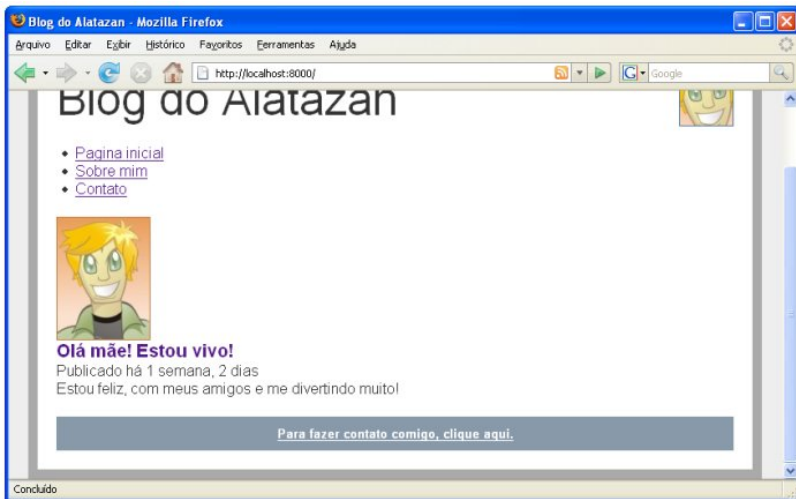 Blog do Alatazan - Mozilla Firefox
Arquivo Editar Exibir Histórico Favoritos Ferramentas Ajuda
http://localhost:8000/
Google
Blog do Alatazan
Pagina inicial
Sobre mim
Contato
Olá mãe! Estou vivo!
Publicado há 1 semana, 2 dias
Estou feliz, com meus amigos e me divertindo muito!
Para fazer contato comigo, clique aqui.
Concluído